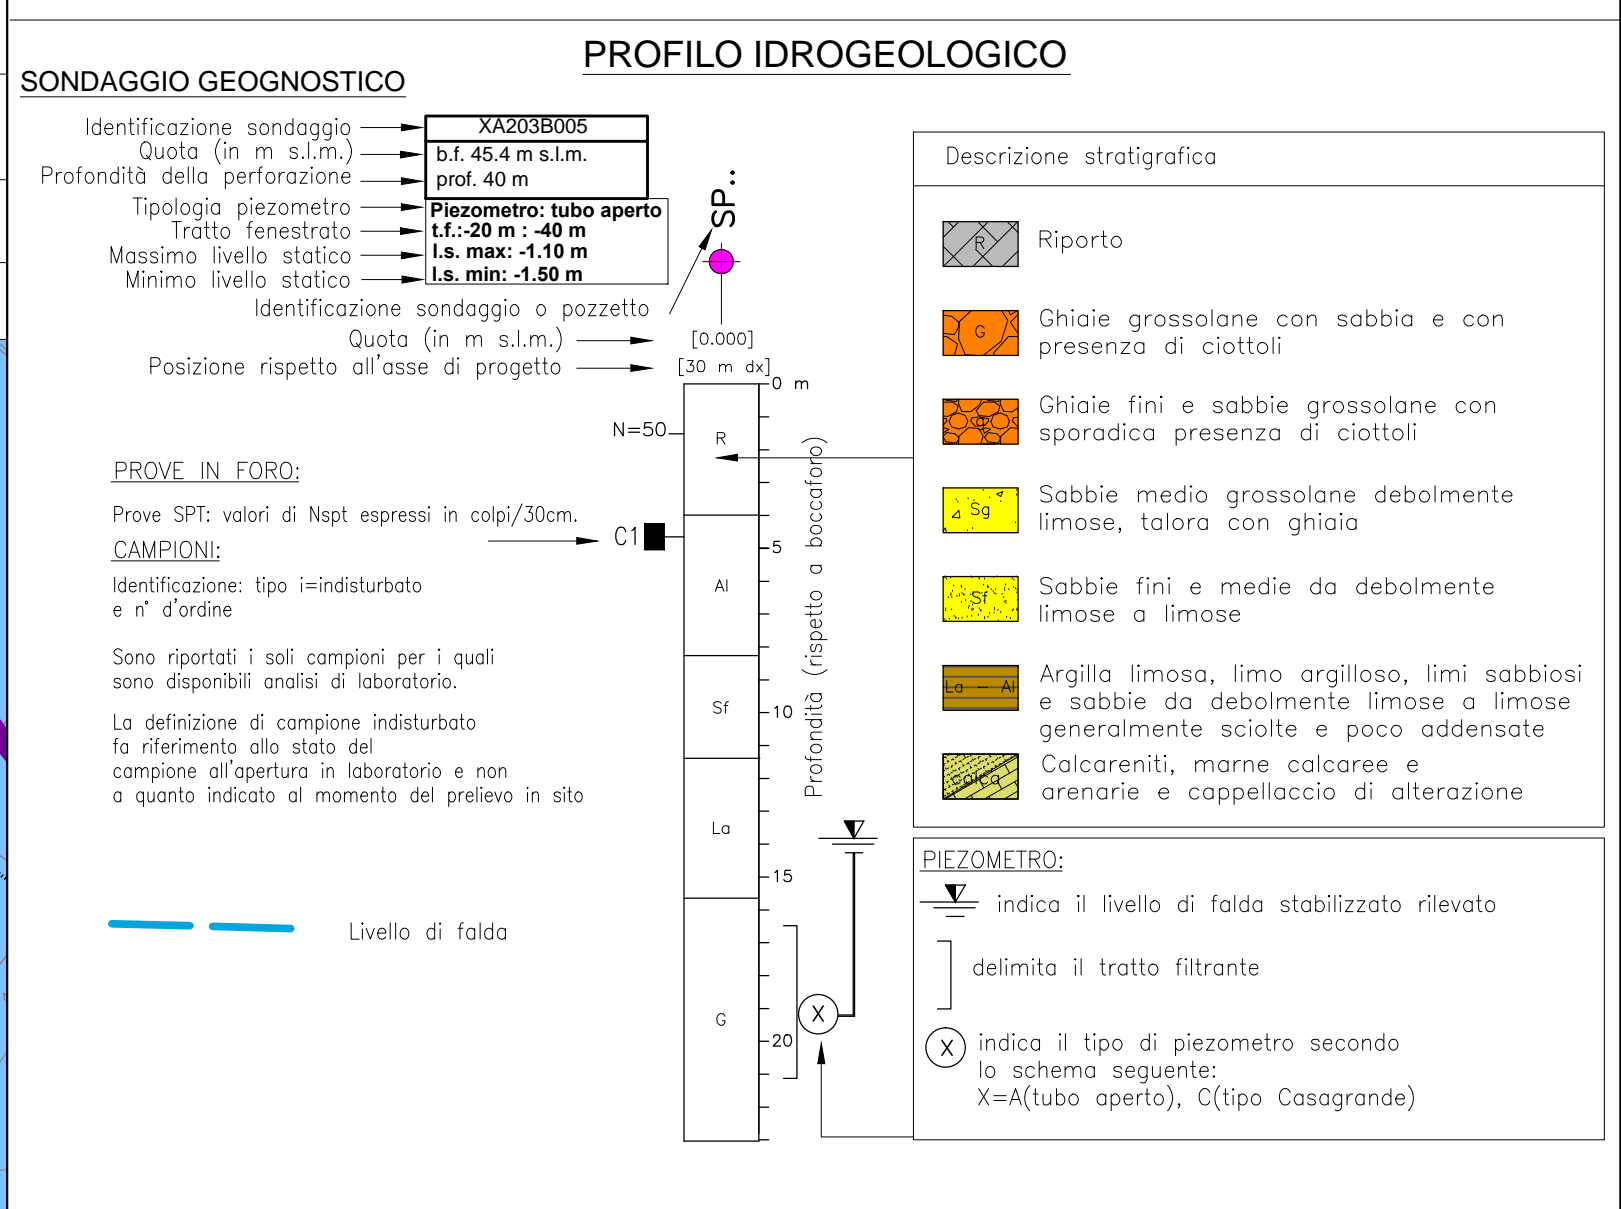 PROFILO IDROGEOLOGICO
SONDAGGIO GEOGNOSTICO
Identificazione sondaggio
XA203B005
Quota (in m s.l.m.)
b.f. 45.4 m s.l.m.
Profondità della perforazione
prof. 40 m
Tipologia piezometro
Piezometro: tubo aperto
Tratto fenestrato
t.f.:-20 m : -40 m
Massimo livello statico
l.s. max: -1.10 m
Minimo livello statico
l.s. min: -1.50 m
SP..
Identificazione sondaggio o pozzetto
Quota (in m s.l.m.)
[0.000]
Posizione rispetto all'asse di progetto
[30 m dx]
0 m
N=50
R
PROVE IN FORO:
Prove SPT: valori di Nspt espressi in colpi/30cm.
CAMPIONI:
C1
5
Identificazione: tipo i=indisturbato
e n° d'ordine
Al
Sono riportati i soli campioni per i quali
sono disponibili analisi di laboratorio.
Sf
10
La definizione di campione indisturbato
fa riferimento allo stato del
campione all'apertura in laboratorio e non
a quanto indicato al momento del prelievo in sito
La
15
Profondità (rispetto a boccaforo)
Livello di falda
G
X
20
Descrizione stratigrafica
R
Riporto
G
Ghiaie grossolane con sabbia e con
presenza di ciottoli
g
Ghiaie fini e sabbie grossolane con
sporadica presenza di ciottoli
Sg
Sabbie medio grossolane debolmente
limose, talora con ghiaia
Sf
Sabbie fini e medie da debolmente
limose a limose
La – Al
Argilla limosa, limo argilloso, limi sabbiosi
e sabbie da debolmente limose a limose
generalmente sciolte e poco addensate
calca
Calcareniti, marne calcaree e
arenarie e cappellaccio di alterazione
PIEZOMETRO:
indica il livello di falda stabilizzato rilevato
delimita il tratto filtrante
X
indica il tipo di piezometro secondo
lo schema seguente:
X=A(tubo aperto), C(tipo Casagrande)